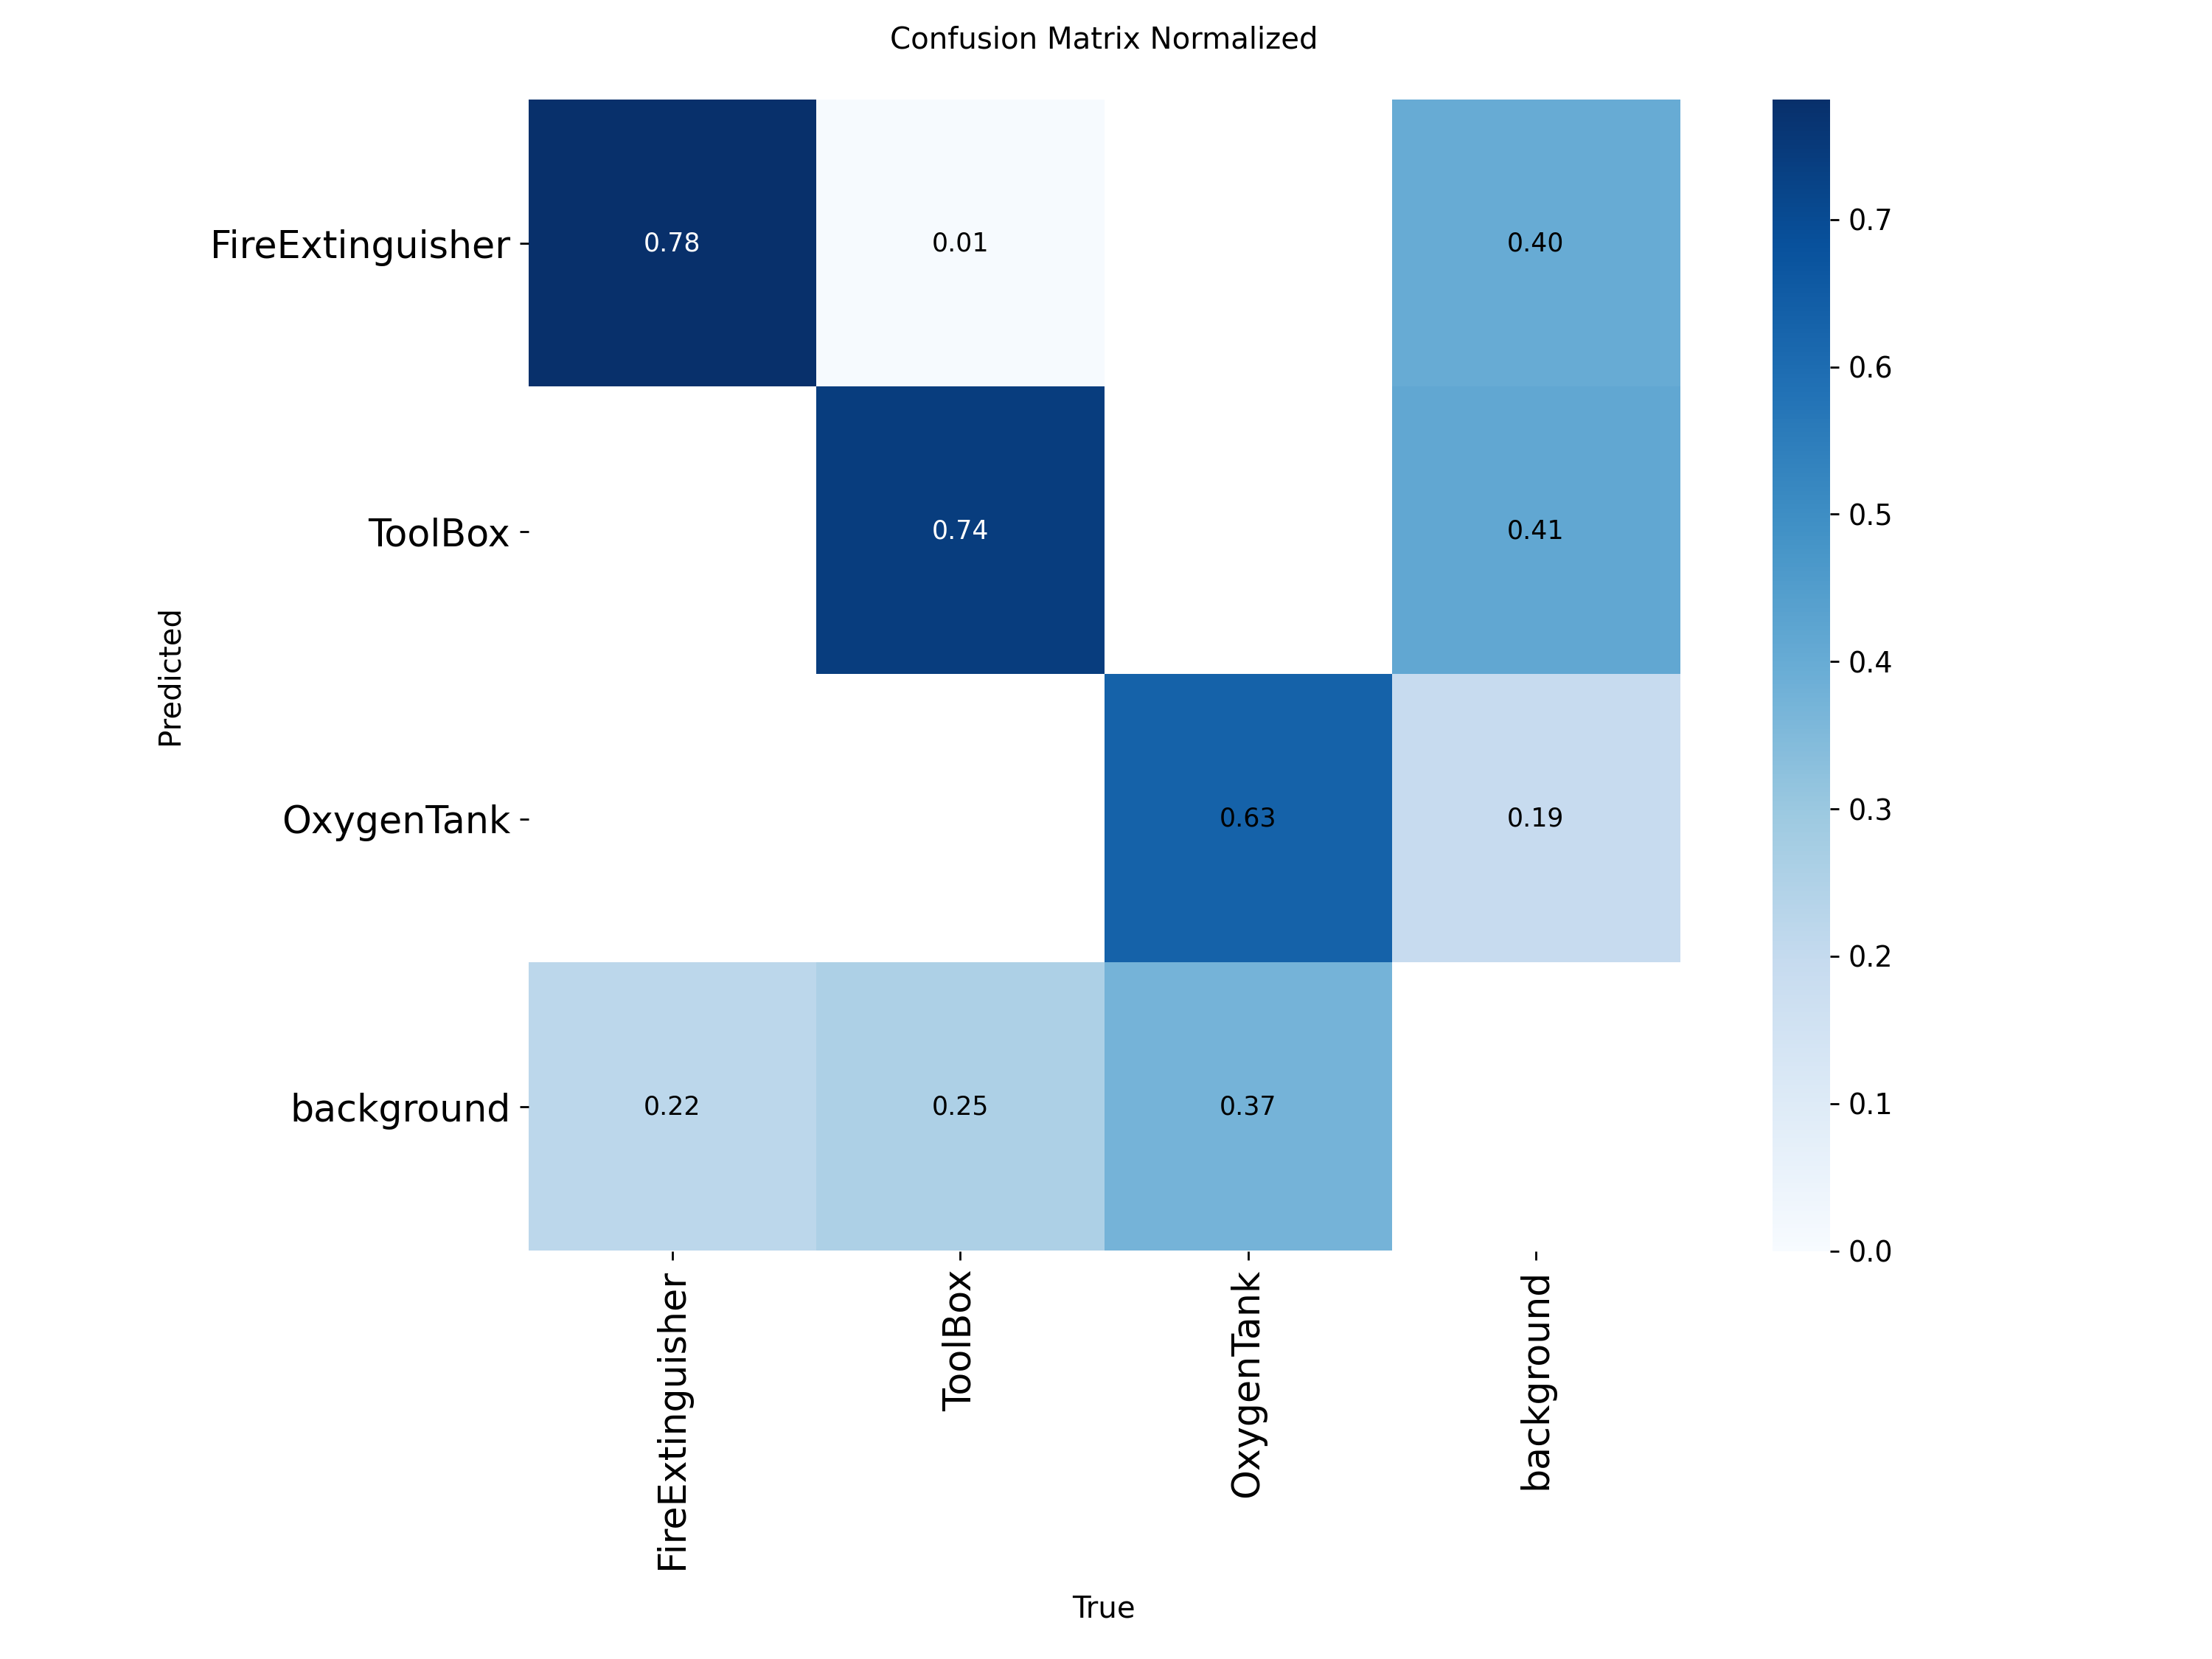 Confusion Matrix Normalized
FireExtinguisher
0.78
0.01
0.40
ToolBox
0.74
0.41
OxygenTank
0.63
0.19
background
0.22
0.25
0.37
Predicted
FireExtinguisher
ToolBox
OxygenTank
background
True
0.7
0.6
0.5
0.4
0.3
0.2
0.1
0.0